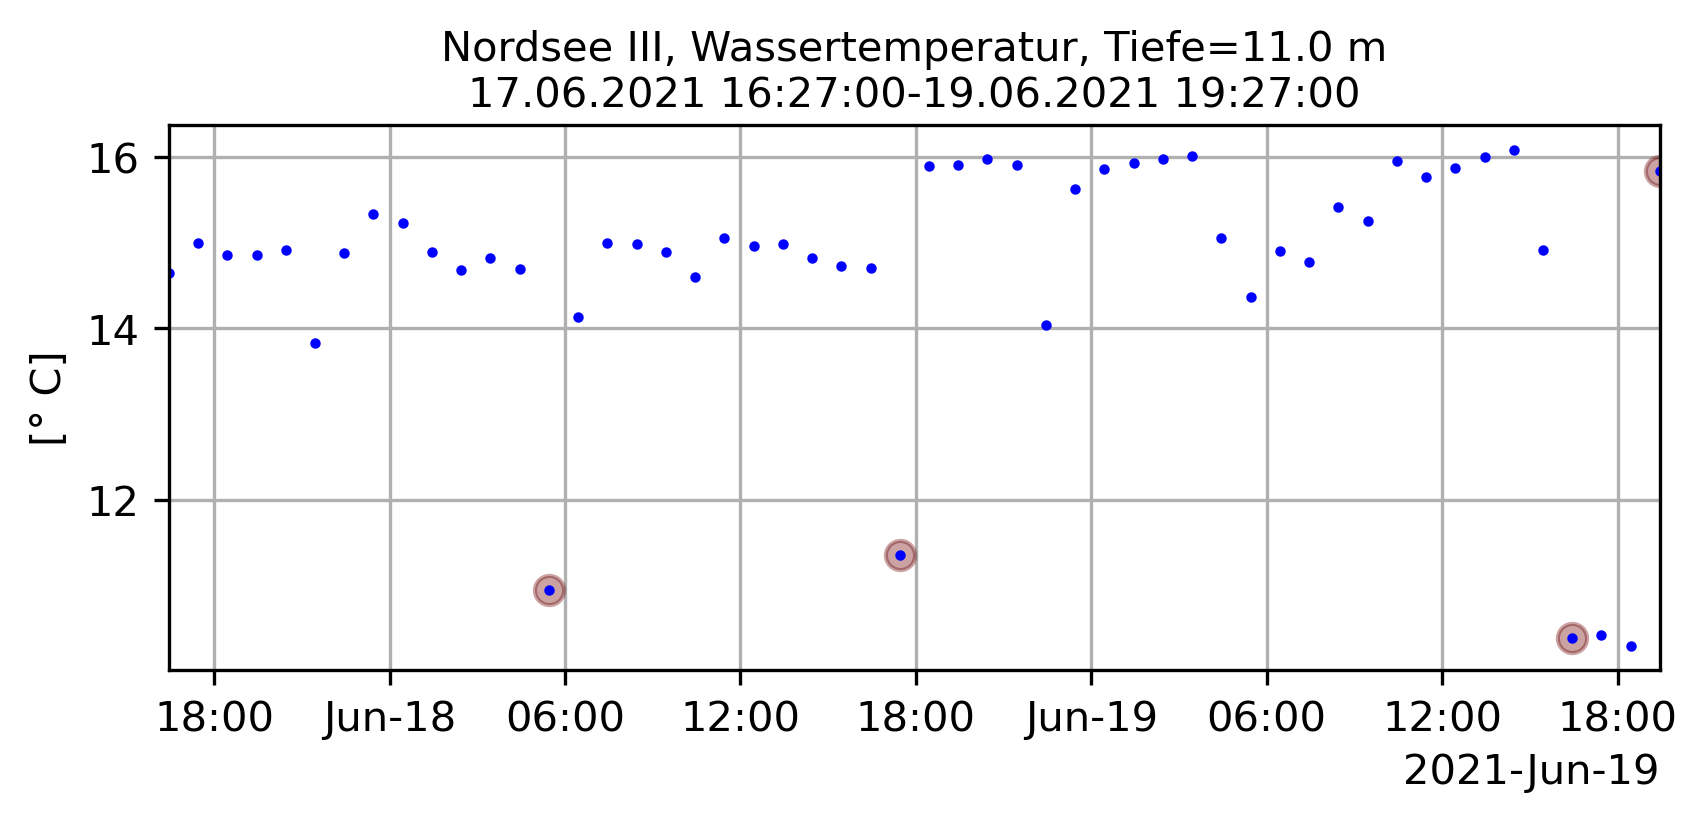 Nordsee III, Wassertemperatur, Tiefe=11.0 m
17.06.2021 16:27:00-19.06.2021 19:27:00
16
14
12
[° C]
18:00 Jun-18 06:00 12:00 18:00 Jun-19 06:00 12:00 18:00
2021-Jun-19